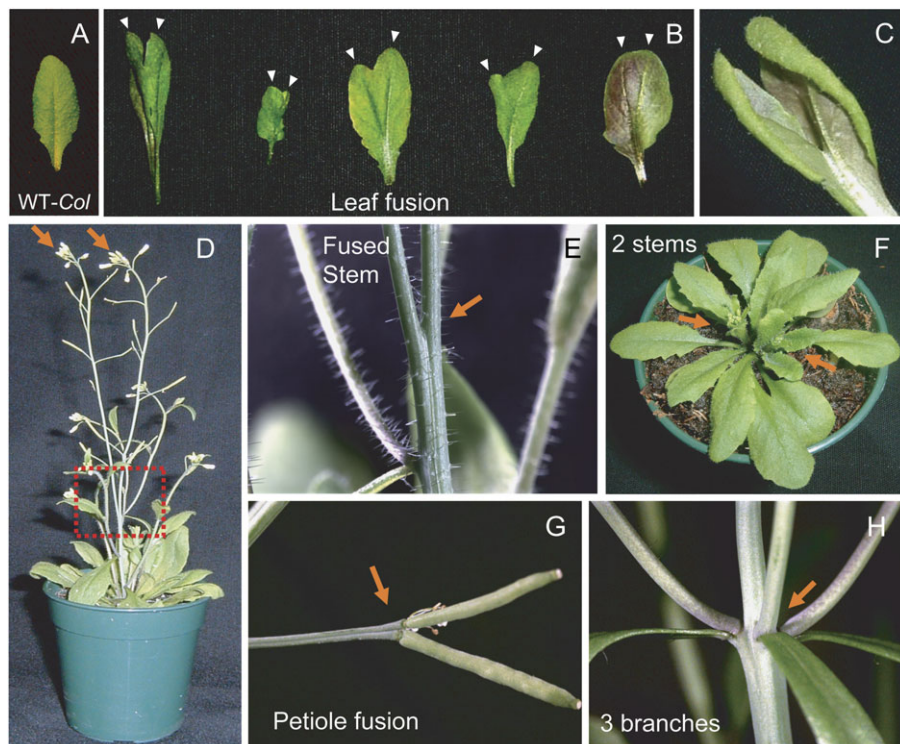 A
B
C
WT-Col
Leaf fusion
D
Fused
Stem
E
2 stems
F
G
Petiole fusion
H
3 branches